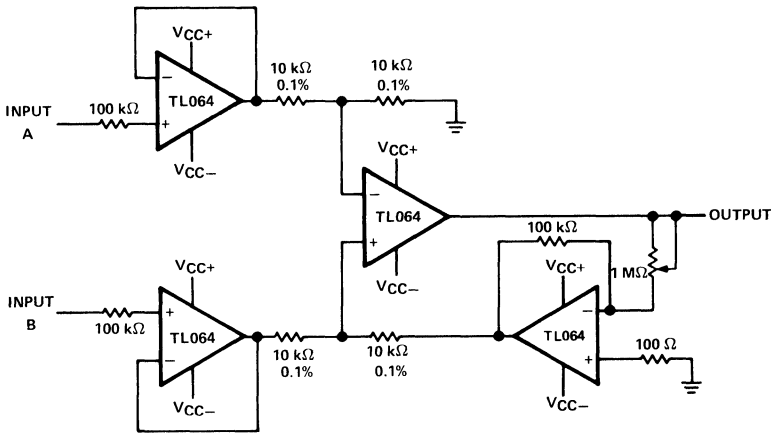 VCC+
10 kΩ
0.1%
10 kΩ
0.1%
−
TL064
+
INPUT
A
100 kΩ
VCC−
VCC+
−
TL064
+
OUTPUT
100 kΩ
VCC−
1 MΩ
VCC+
VCC+
INPUT
B
100 kΩ
+
TL064
−
10 kΩ
0.1%
10 kΩ
0.1%
−
TL064
+
100 Ω
VCC−
VCC−